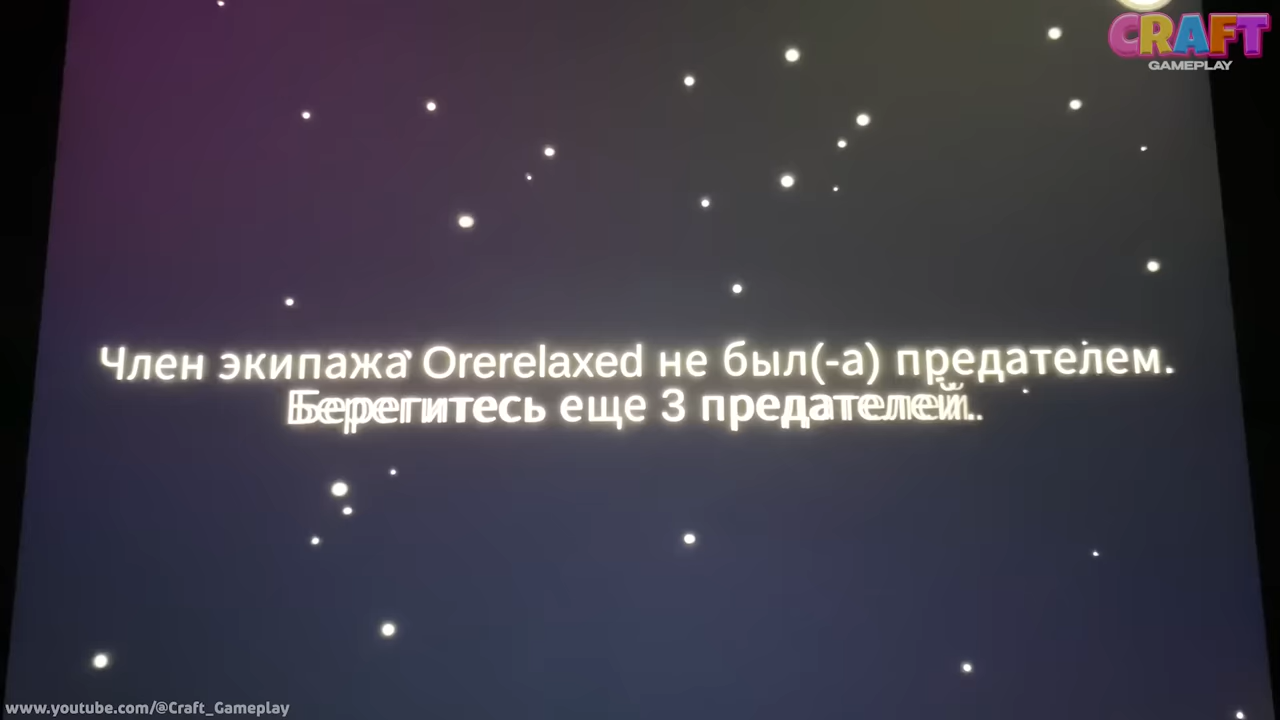 CRAFT
GAMEPLAY
Член экипажа Orerelaxed не был(-а) предателем.
Берегитесь еще 3 предателей.
www.youtube.com/@Craft_Gameplay